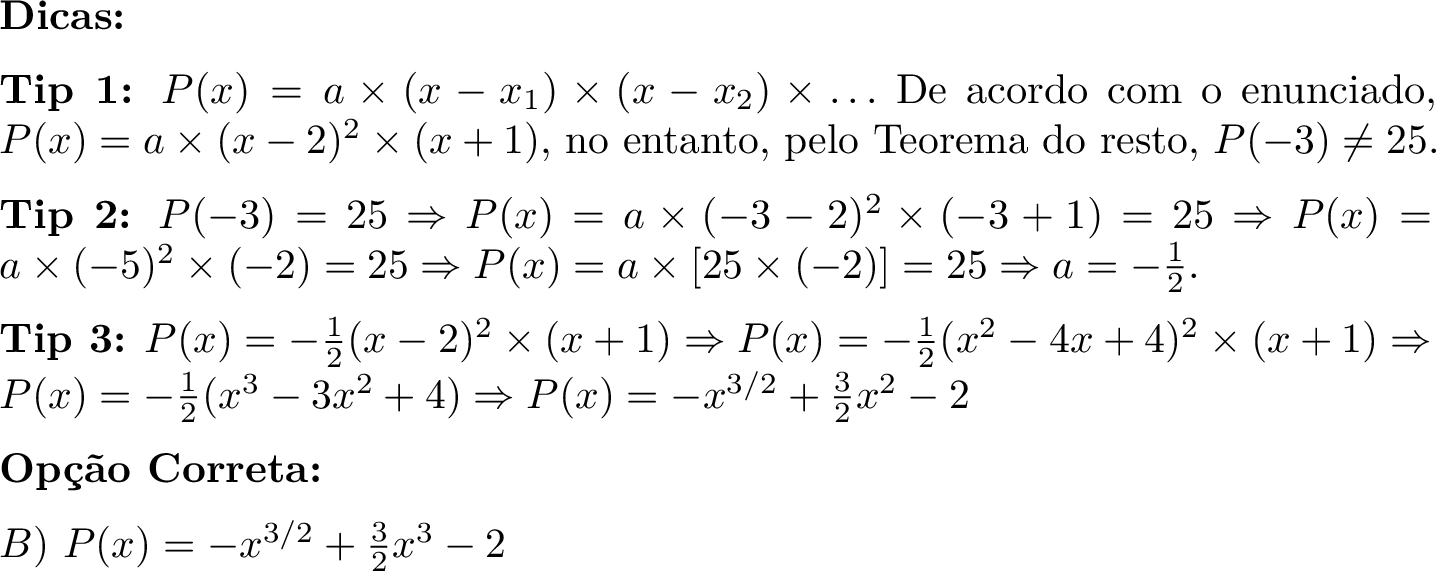 Dicas:
Tip 1: P(x) = a × (x − x₁) × (x − x₂) × … De acordo com o enunciado,
P(x) = a × (x − 2)² × (x + 1), no entanto, pelo Teorema do resto, P(−3) ≠ 25.
Tip 2: P(−3) = 25 ⇒ P(x) = a × (−3 − 2)² × (−3 + 1) = 25 ⇒ P(x) =
a × (−5)² × (−2) = 25 ⇒ P(x) = a × [25 × (−2)] = 25 ⇒ a = −1/2.
Tip 3: P(x) = −1/2(x − 2)² × (x + 1) ⇒ P(x) = −1/2(x² − 4x + 4)² × (x + 1) ⇒
P(x) = −1/2(x³ − 3x² + 4) ⇒ P(x) = −x^{3/2} + 3/2x² − 2
Opção Correta:
B) P(x) = −x^{3/2} + 3/2x³ − 2